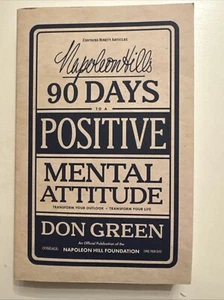 CONTAINS NINETY ARTICLES
Napoleon Hill's
90 DAYS
TO A
POSITIVE
MENTAL
ATTITUDE
TRANSFORM YOUR OUTLOOK • TRANSFORM YOUR LIFE
DON GREEN
An Official Publication of the
NAPOLEON HILL FOUNDATION